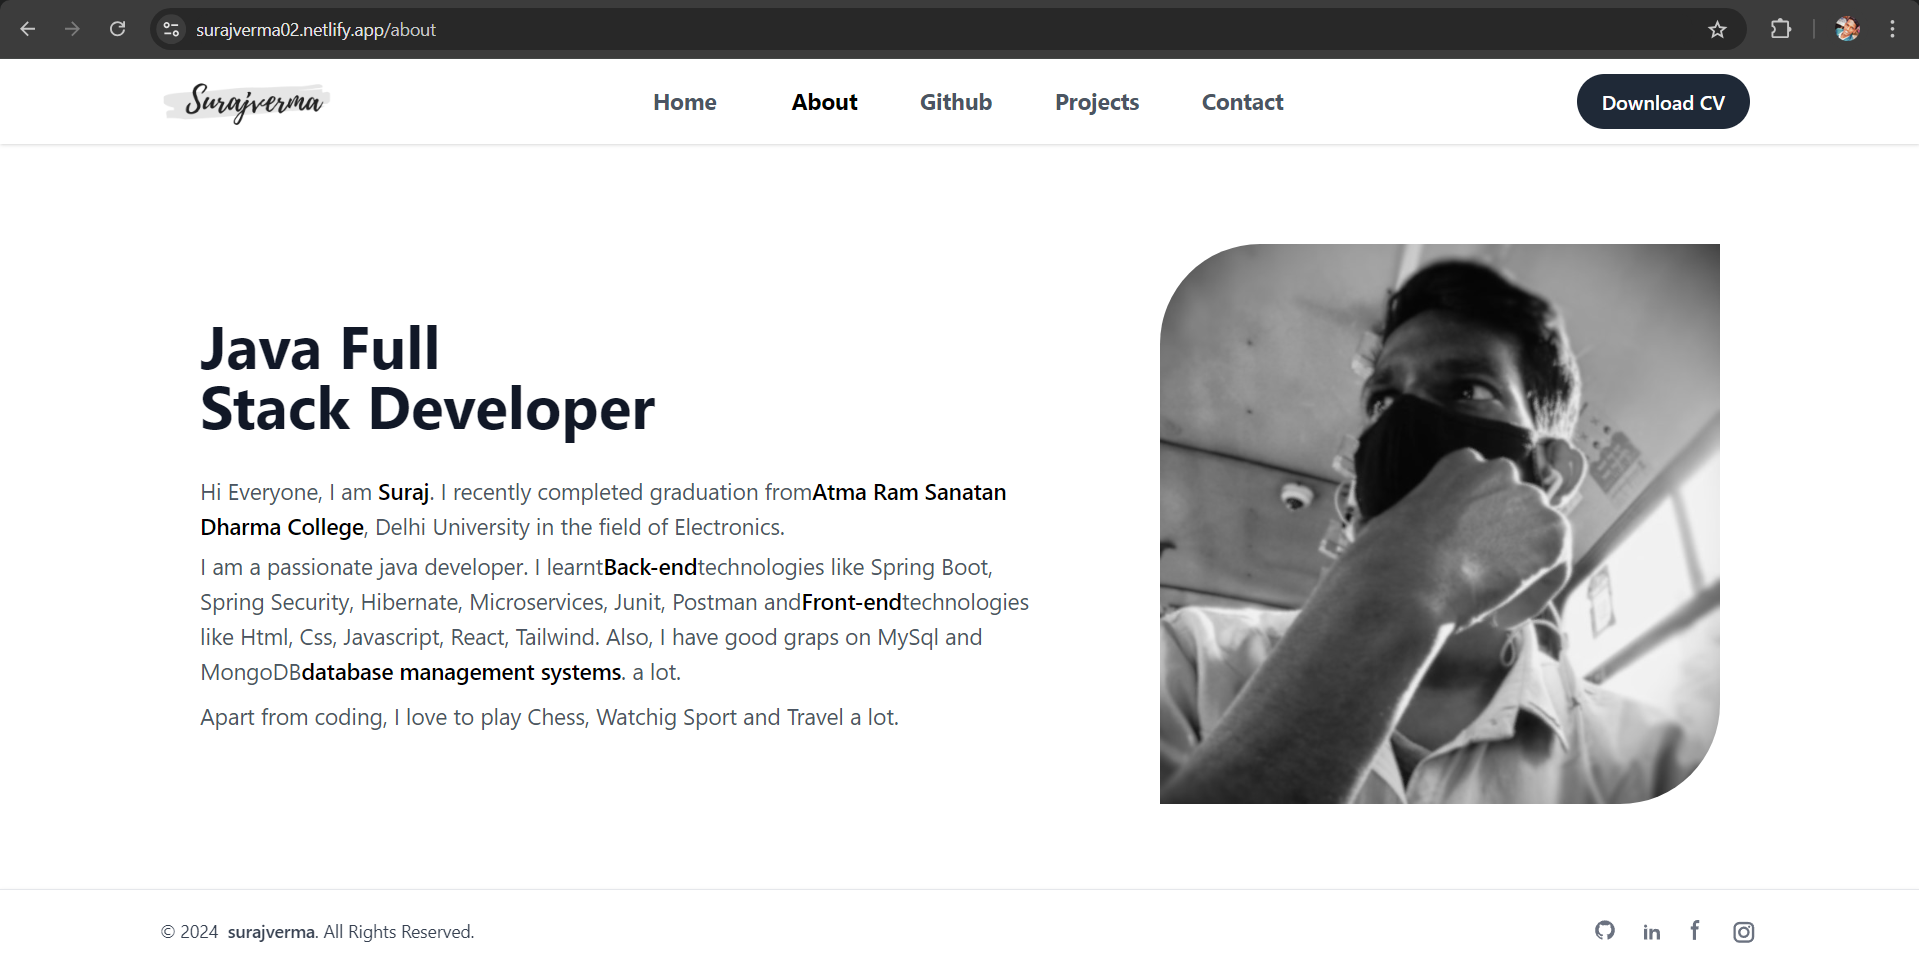 surajverma02.netlify.app/about
Surajverma
Home About Github Projects Contact
Download CV
Java Full
Stack Developer
Hi Everyone, I am Suraj. I recently completed graduation fromAtma Ram Sanatan
Dharma College, Delhi University in the field of Electronics.
I am a passionate java developer. I learntBack-endtechnologies like Spring Boot,
Spring Security, Hibernate, Microservices, Junit, Postman andFront-endtechnologies
like Html, Css, Javascript, React, Tailwind. Also, I have good graps on MySql and
MongoDBdatabase management systems. a lot.
Apart from coding, I love to play Chess, Watchig Sport and Travel a lot.
© 2024 surajverma. All Rights Reserved.